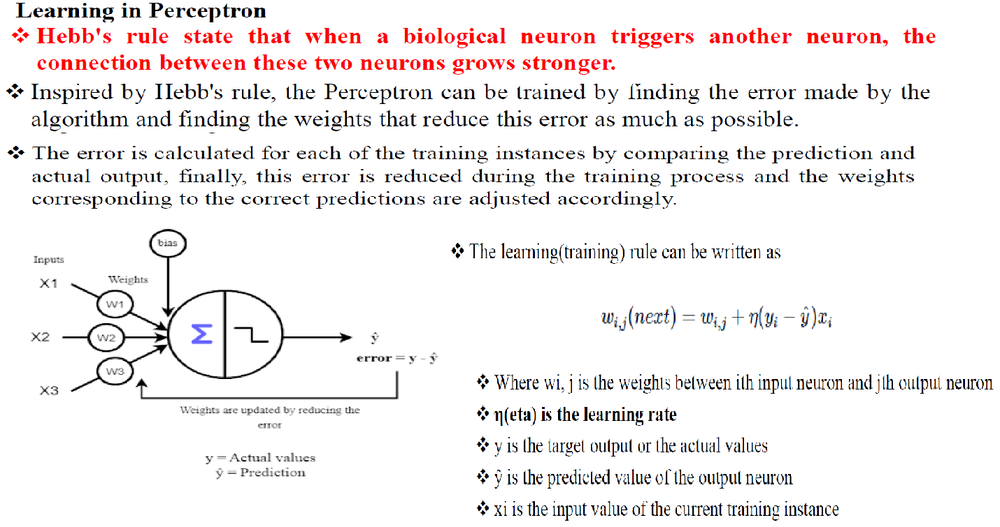 Learning in Perceptron
❖ Hebb's rule state that when a biological neuron triggers another neuron, the
connection between these two neurons grows stronger.
❖ Inspired by Hebb's rule, the Perceptron can be trained by finding the error made by the
algorithm and finding the weights that reduce this error as much as possible.
❖ The error is calculated for each of the training instances by comparing the prediction and
actual output, finally, this error is reduced during the training process and the weights
corresponding to the correct predictions are adjusted accordingly.
bias
Inputs
X1
Weights
W1
X2
W2
Σ
ŷ
error = y - ŷ
W3
X3
Weights are updated by reducing the
error
y = Actual values
ŷ = Prediction
❖ The learning(training) rule can be written as
w_{i,j}(next) = w_{i,j} + η(y_i − ŷ)x_i
❖ Where wi, j is the weights between ith input neuron and jth output neuron
❖ η(eta) is the learning rate
❖ y is the target output or the actual values
❖ ŷ is the predicted value of the output neuron
❖ xi is the input value of the current training instance